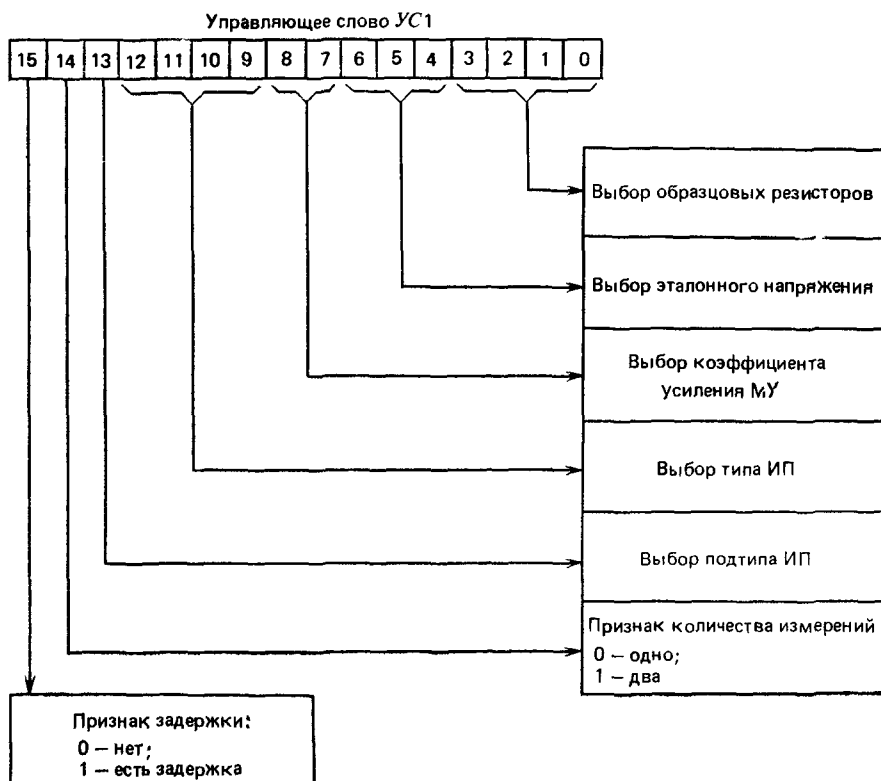 Управляющее слово УС1
15 14 13 12 11 10 9 8 7 6 5 4 3 2 1 0
Выбор образцовых резисторов
Выбор эталонного напряжения
Выбор коэффициента
усиления МУ
Выбор типа ИП
Выбор подтипа ИП
Признак количества измерений
0 — одно;
1 — два
Признак задержки:
0 — нет;
1 — есть задержка